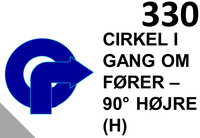 330
CIRKEL I
GANG OM
FØRER –
90° HØJRE
(H)